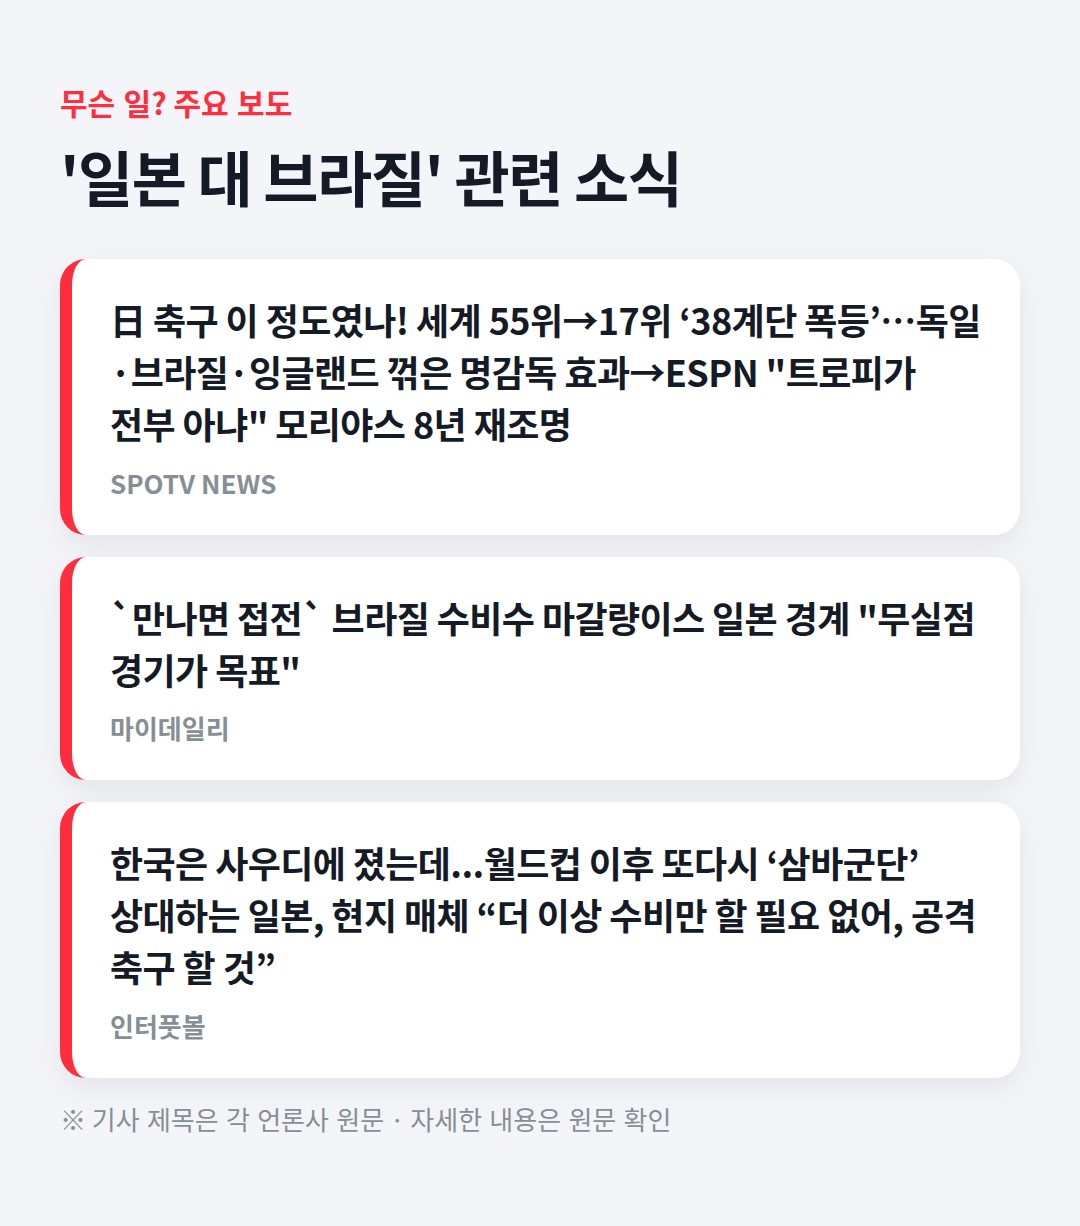 무슨 일? 주요 보도
'일본 대 브라질' 관련 소식
日 축구 이 정도였나! 세계 55위→17위 ‘38계단 폭등’…독일
·브라질·잉글랜드 꺾은 명감독 효과→ESPN "트로피가
전부 아냐" 모리야스 8년 재조명
SPOTV NEWS
`만나면 접전` 브라질 수비수 마갈량이스 일본 경계 "무실점
경기가 목표"
마이데일리
한국은 사우디에 졌는데...월드컵 이후 또다시 ‘삼바군단’
상대하는 일본, 현지 매체 “더 이상 수비만 할 필요 없어, 공격
축구 할 것”
인터풋볼
※ 기사 제목은 각 언론사 원문 · 자세한 내용은 원문 확인